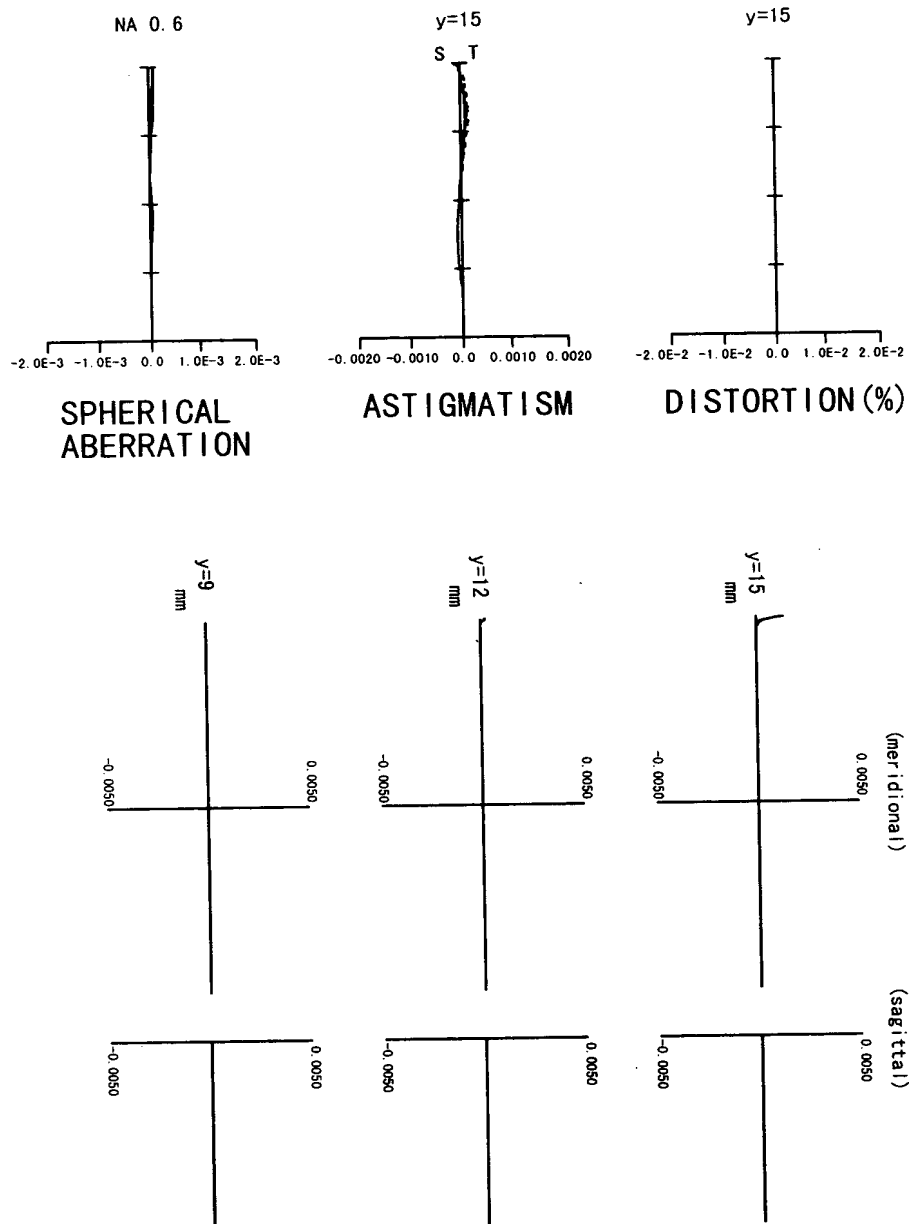 NA 0.6
y=15
y=15
S T
-2.0E-3 -1.0E-3 0.0 1.0E-3 2.0E-3
-0.0020 -0.0010 0.0 0.0010 0.0020
-2.0E-2 -1.0E-2 0.0 1.0E-2 2.0E-2
SPHERICAL
ABERRATION
ASTIGMATISM
DISTORTION(%)
y=9
mm
y=12
mm
y=15
mm
-0.0050 0.0050
-0.0050 0.0050
-0.0050 0.0050
(meridional)
-0.0050 0.0050
-0.0050 0.0050
-0.0050 0.0050
(sagittal)